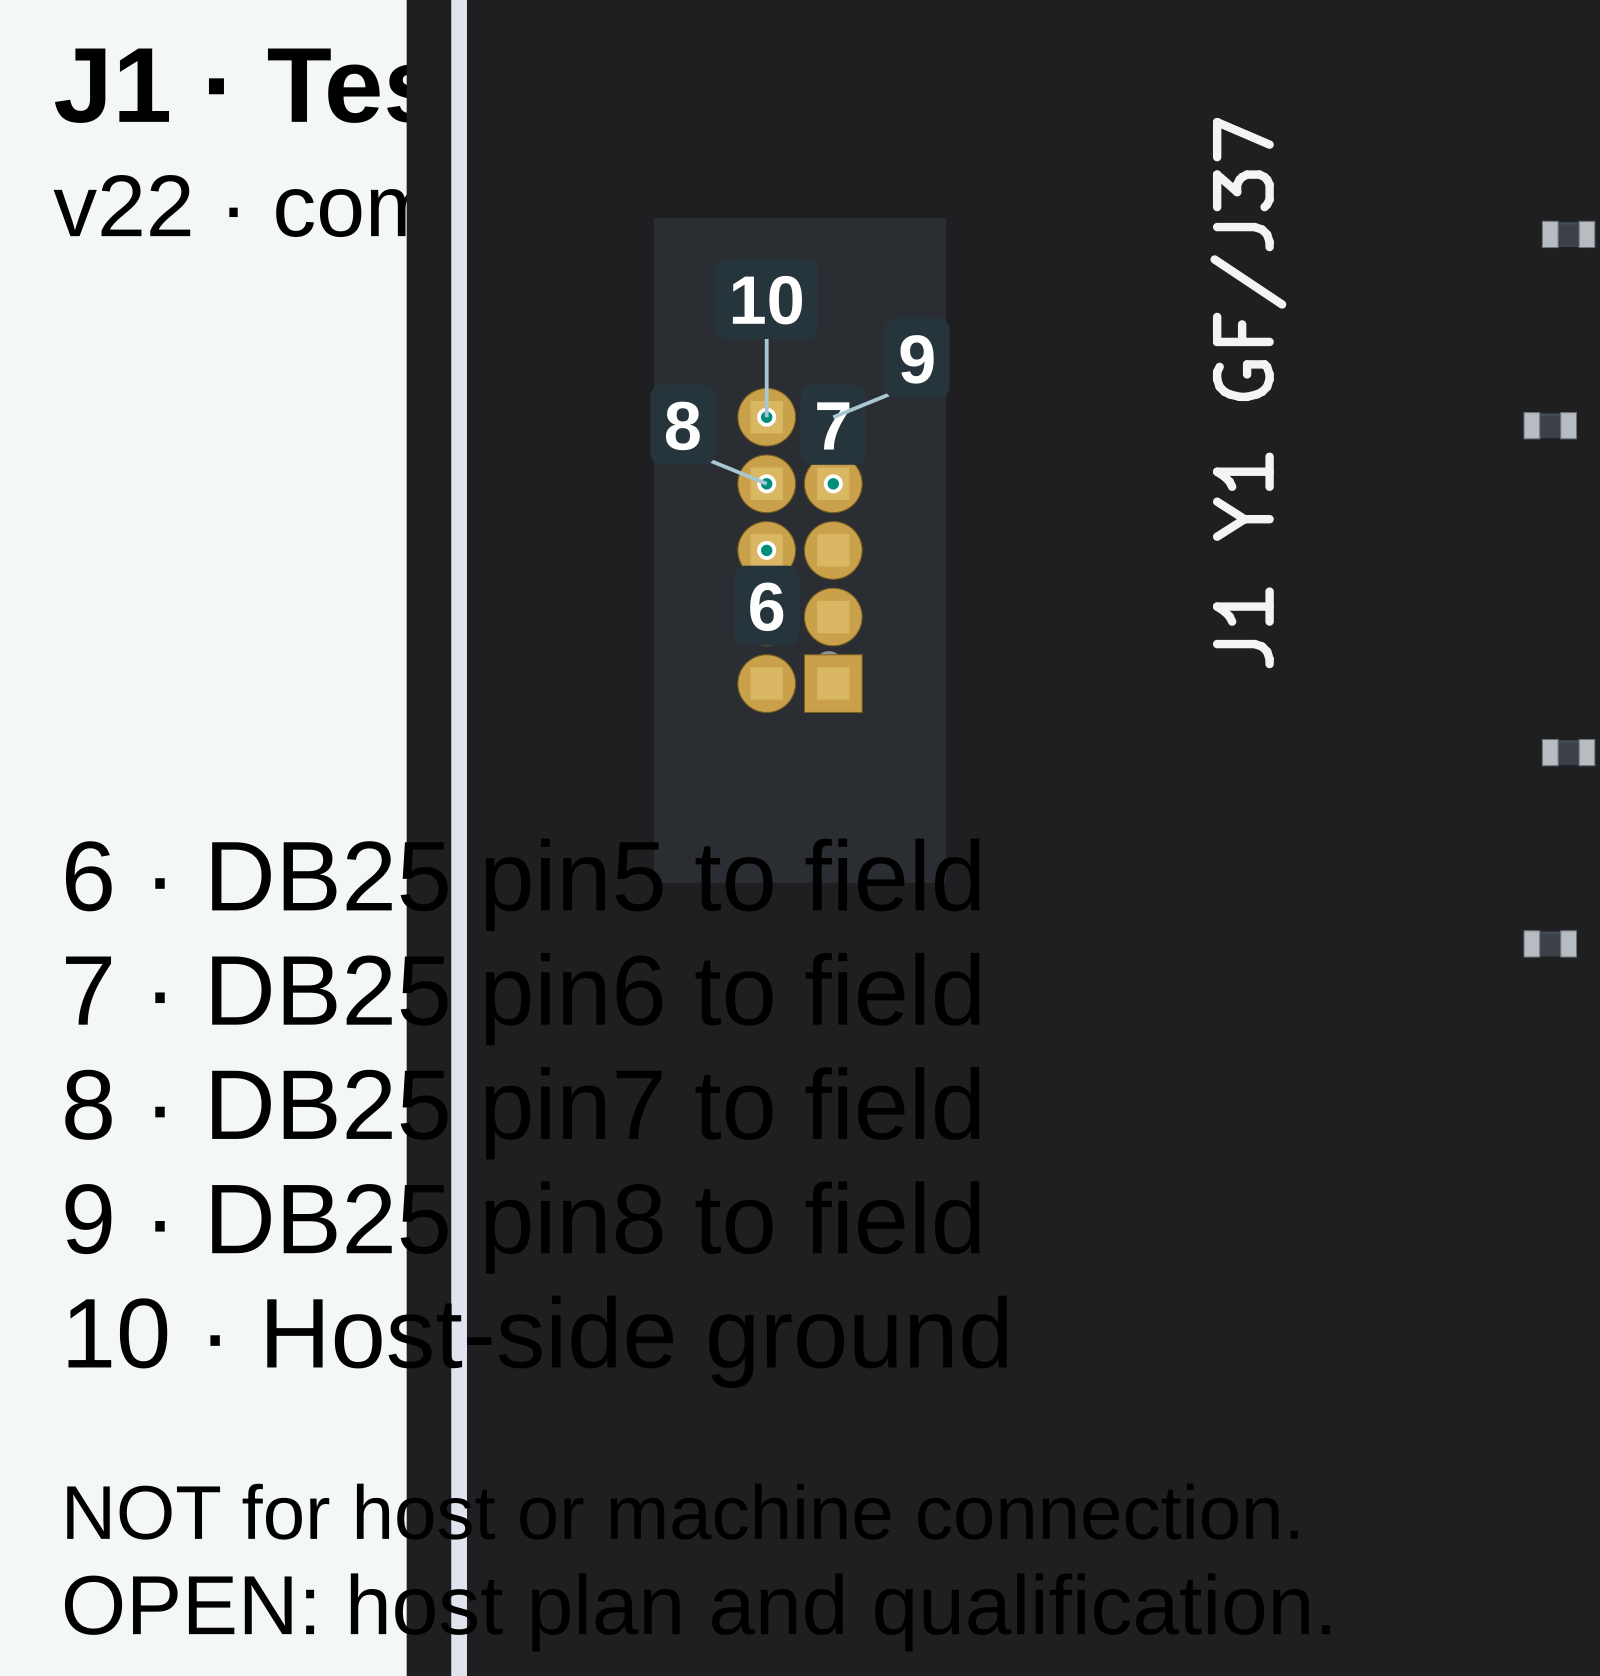 J1 · Tes
v22 · com
10
9
8
7
6
J1 Y1 GF/J37
6 · DB25 pin5 to field
7 · DB25 pin6 to field
8 · DB25 pin7 to field
9 · DB25 pin8 to field
10 · Host-side ground
NOT for host or machine connection.
OPEN: host plan and qualification.